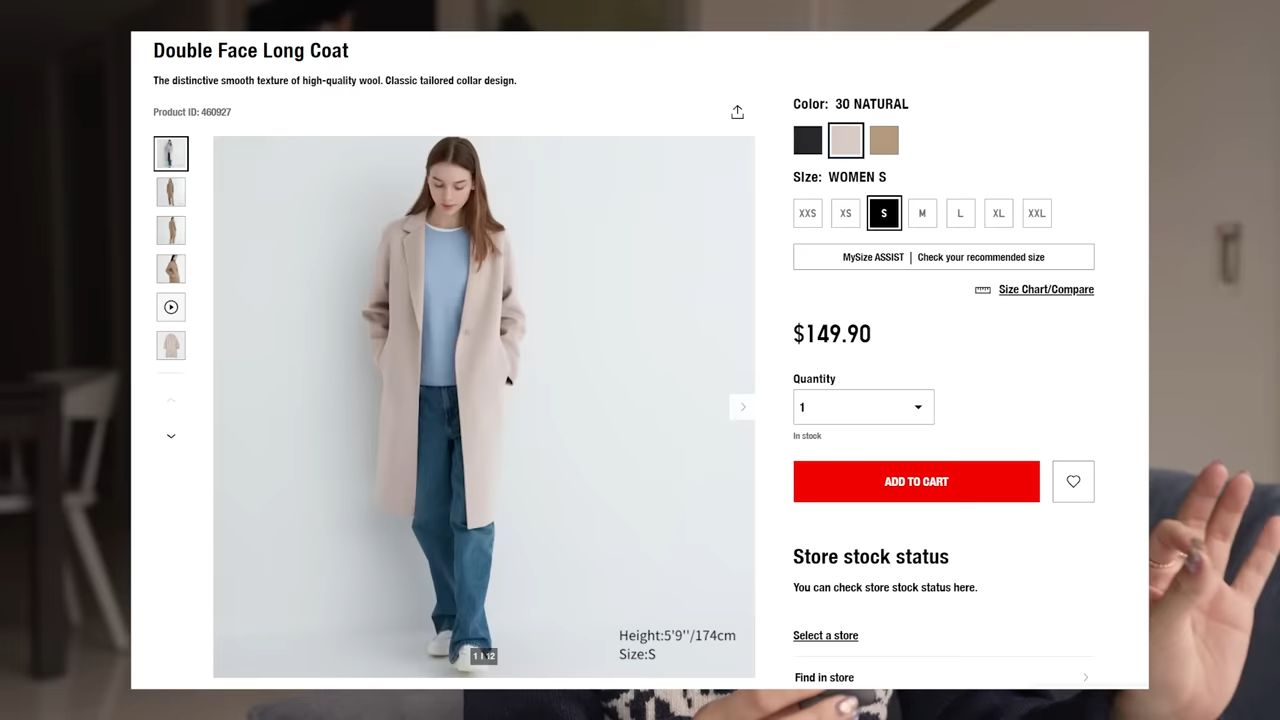 Double Face Long Coat
The distinctive smooth texture of high-quality wool. Classic tailored collar design.
Product ID: 460927
Color: 30 NATURAL
Size: WOMEN S
XXS XS S M L XL XXL
MySize ASSIST | Check your recommended size
Size Chart/Compare
$149.90
Quantity
1
In stock
ADD TO CART
Store stock status
You can check store stock status here.
Select a store
Find in store
Height:5'9''/174cm
Size:S